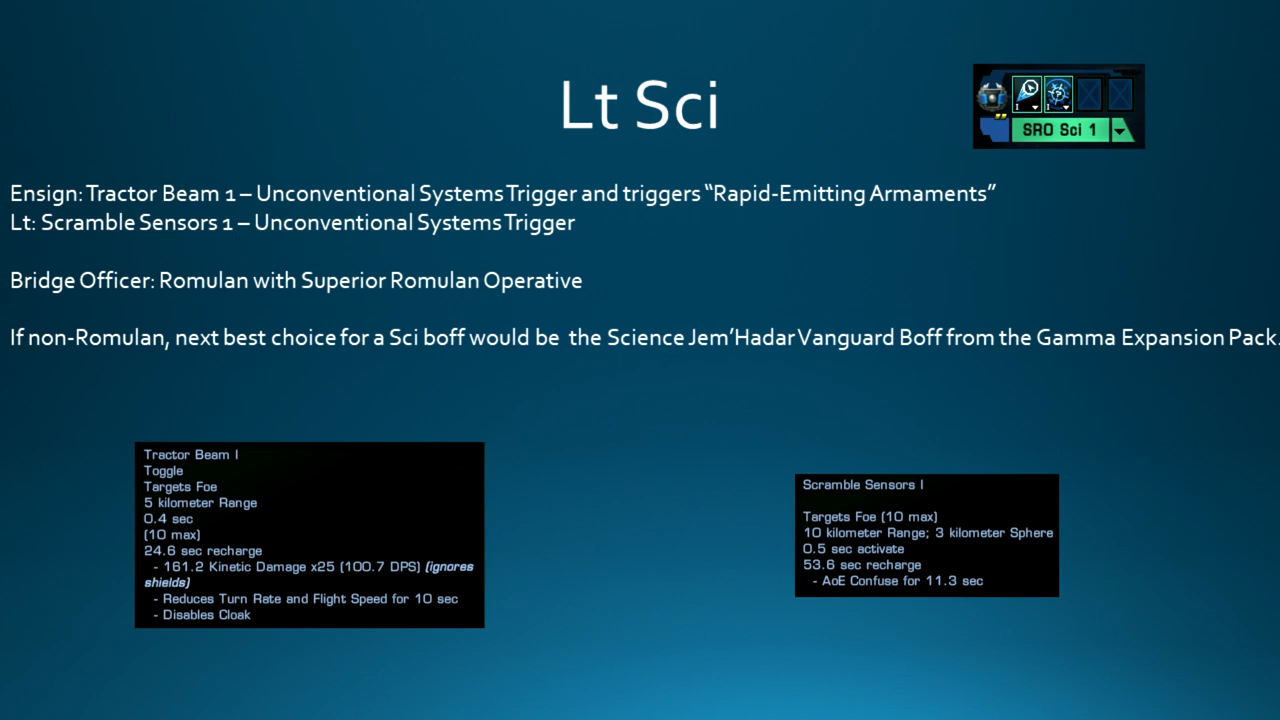 Lt Sci
I
I
SRO Sci 1
Ensign: Tractor Beam 1 – Unconventional Systems Trigger and triggers “Rapid-Emitting Armaments”
Lt: Scramble Sensors 1 – Unconventional Systems Trigger
Bridge Officer: Romulan with Superior Romulan Operative
If non-Romulan, next best choice for a Sci boff would be  the Science Jem’Hadar Vanguard Boff from the Gamma Expansion Pack.
Tractor Beam I
Toggle
Targets Foe
5 kilometer Range
0.4 sec
(10 max)
24.6 sec recharge
- 161.2 Kinetic Damage x25 (100.7 DPS) (ignores
shields)
- Reduces Turn Rate and Flight Speed for 10 sec
- Disables Cloak
Scramble Sensors I
Targets Foe (10 max)
10 kilometer Range; 3 kilometer Sphere
0.5 sec activate
53.6 sec recharge
- AoE Confuse for 11.3 sec